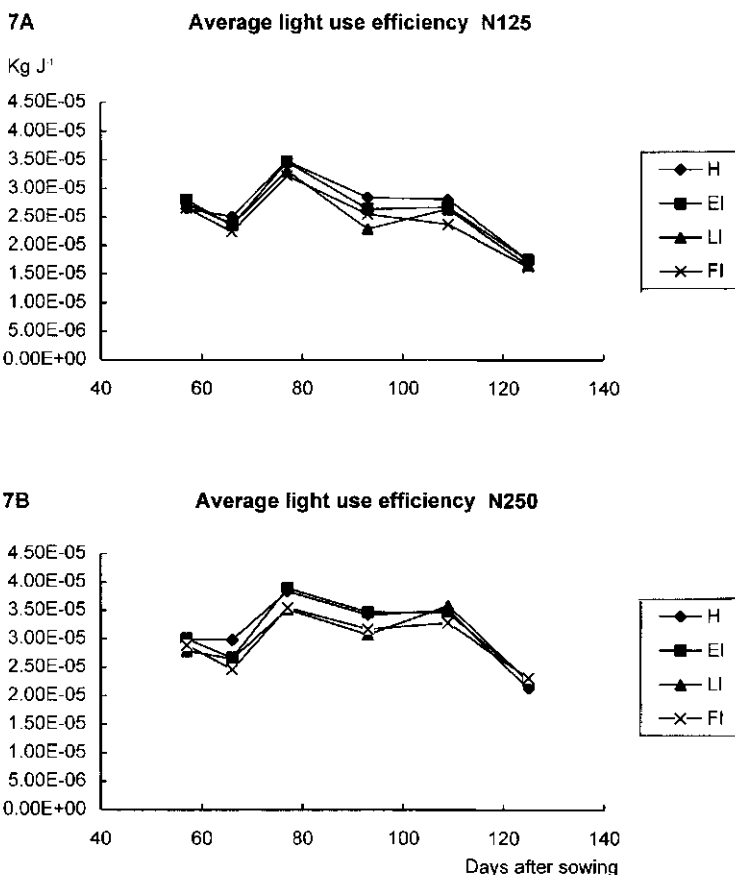 7A Average light use efficiency N125
Kg J⁻¹
4.50E-05
4.00E-05
3.50E-05
3.00E-05
2.50E-05
2.00E-05
1.50E-05
1.00E-05
5.00E-06
0.00E+00
40 60 80 100 120 140
H
EI
LI
FI
7B Average light use efficiency N250
4.50E-05
4.00E-05
3.50E-05
3.00E-05
2.50E-05
2.00E-05
1.50E-05
1.00E-05
5.00E-06
0.00E+00
40 60 80 100 120 140
Days after sowing
H
EI
LI
FI